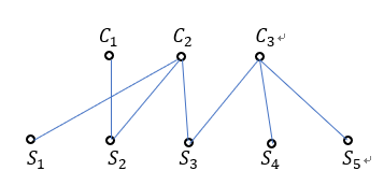 C₁ C₂ C₃↵
S₁ S₂ S₃ S₄ S₅↵